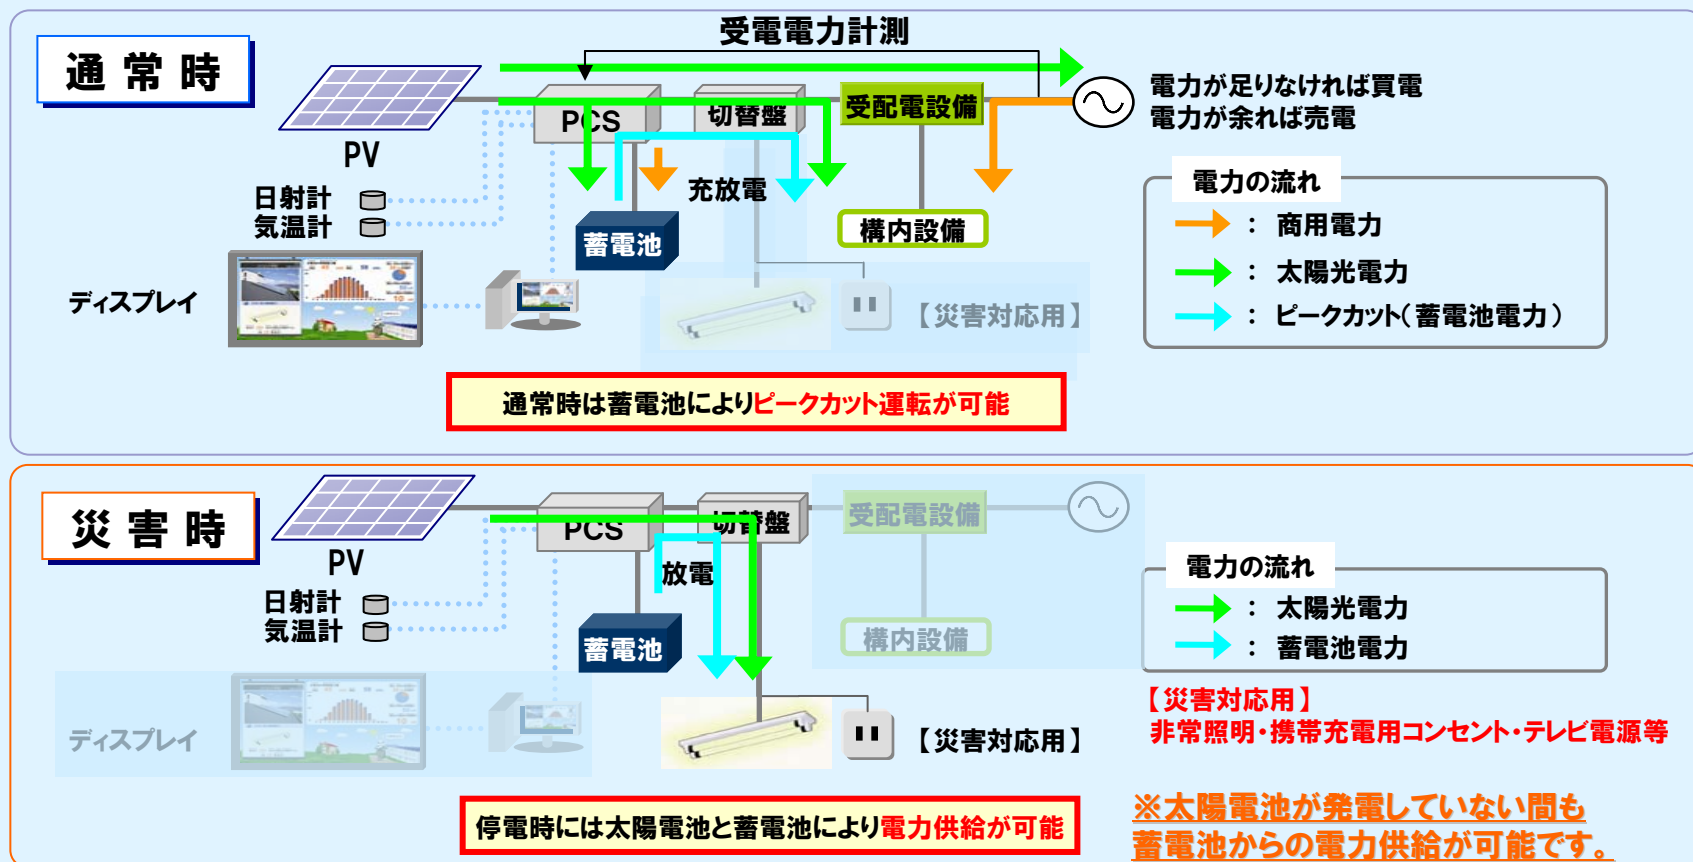 受電電力計測
通常時
電力が足りなければ買電
電力が余れば売電
PCS
切替盤
受配電設備
PV
電力の流れ
充放電
日射計
気温計
：商用電力
構内設備
蓄電池
：太陽光電力
ディスプレイ
【災害対応用】
：ピークカット（蓄電池電力）
通常時は蓄電池によりピークカット運転が可能
災害時
PCS
切替盤
受配電設備
PV
放電
電力の流れ
日射計
気温計
：太陽光電力
構内設備
蓄電池
：蓄電池電力
【災害対応用】
非常照明・携帯充電用コンセント・テレビ電源等
ディスプレイ
【災害対応用】
停電時には太陽電池と蓄電池により電力供給が可能
※太陽電池が発電していない間も
蓄電池からの電力供給が可能です。